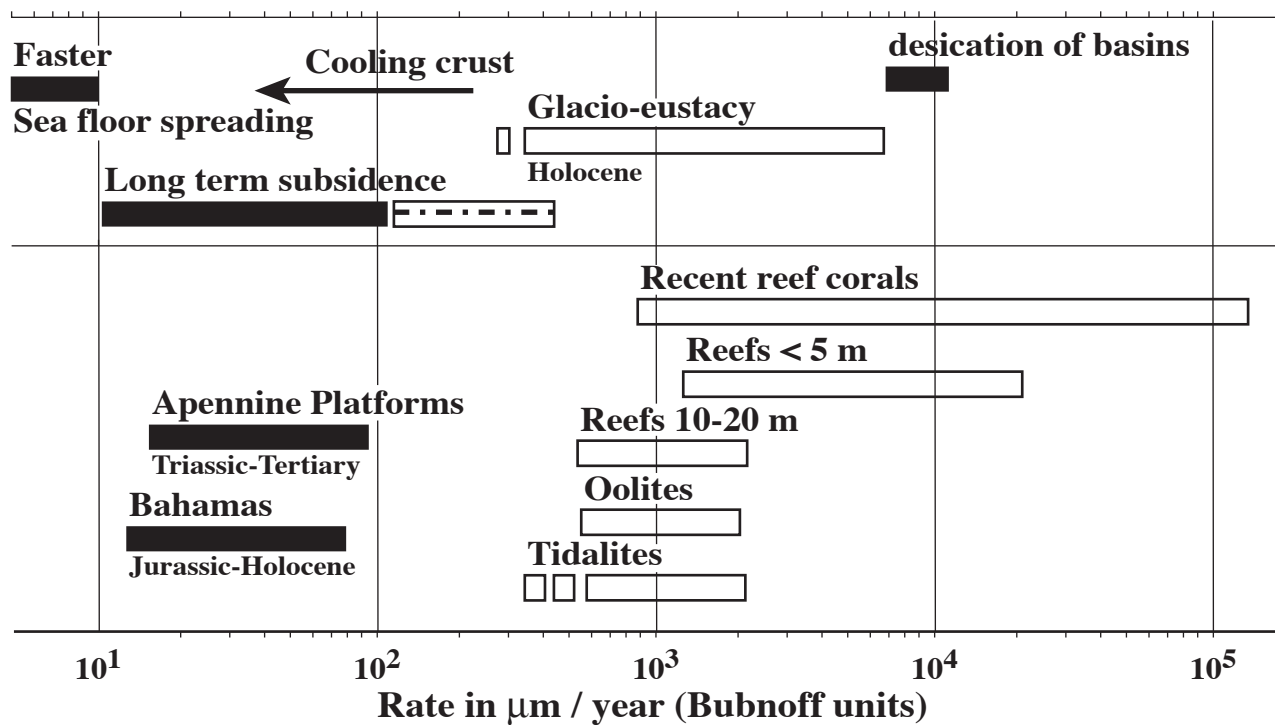 Faster
Sea floor spreading
Cooling crust
desication of basins
Glacio-eustacy
Holocene
Long term subsidence
Recent reef corals
Reefs < 5 m
Apennine Platforms
Triassic-Tertiary
Reefs 10-20 m
Bahamas
Jurassic-Holocene
Oolites
Tidalites
10¹ 10² 10³ 10⁴ 10⁵
Rate in μm / year (Bubnoff units)